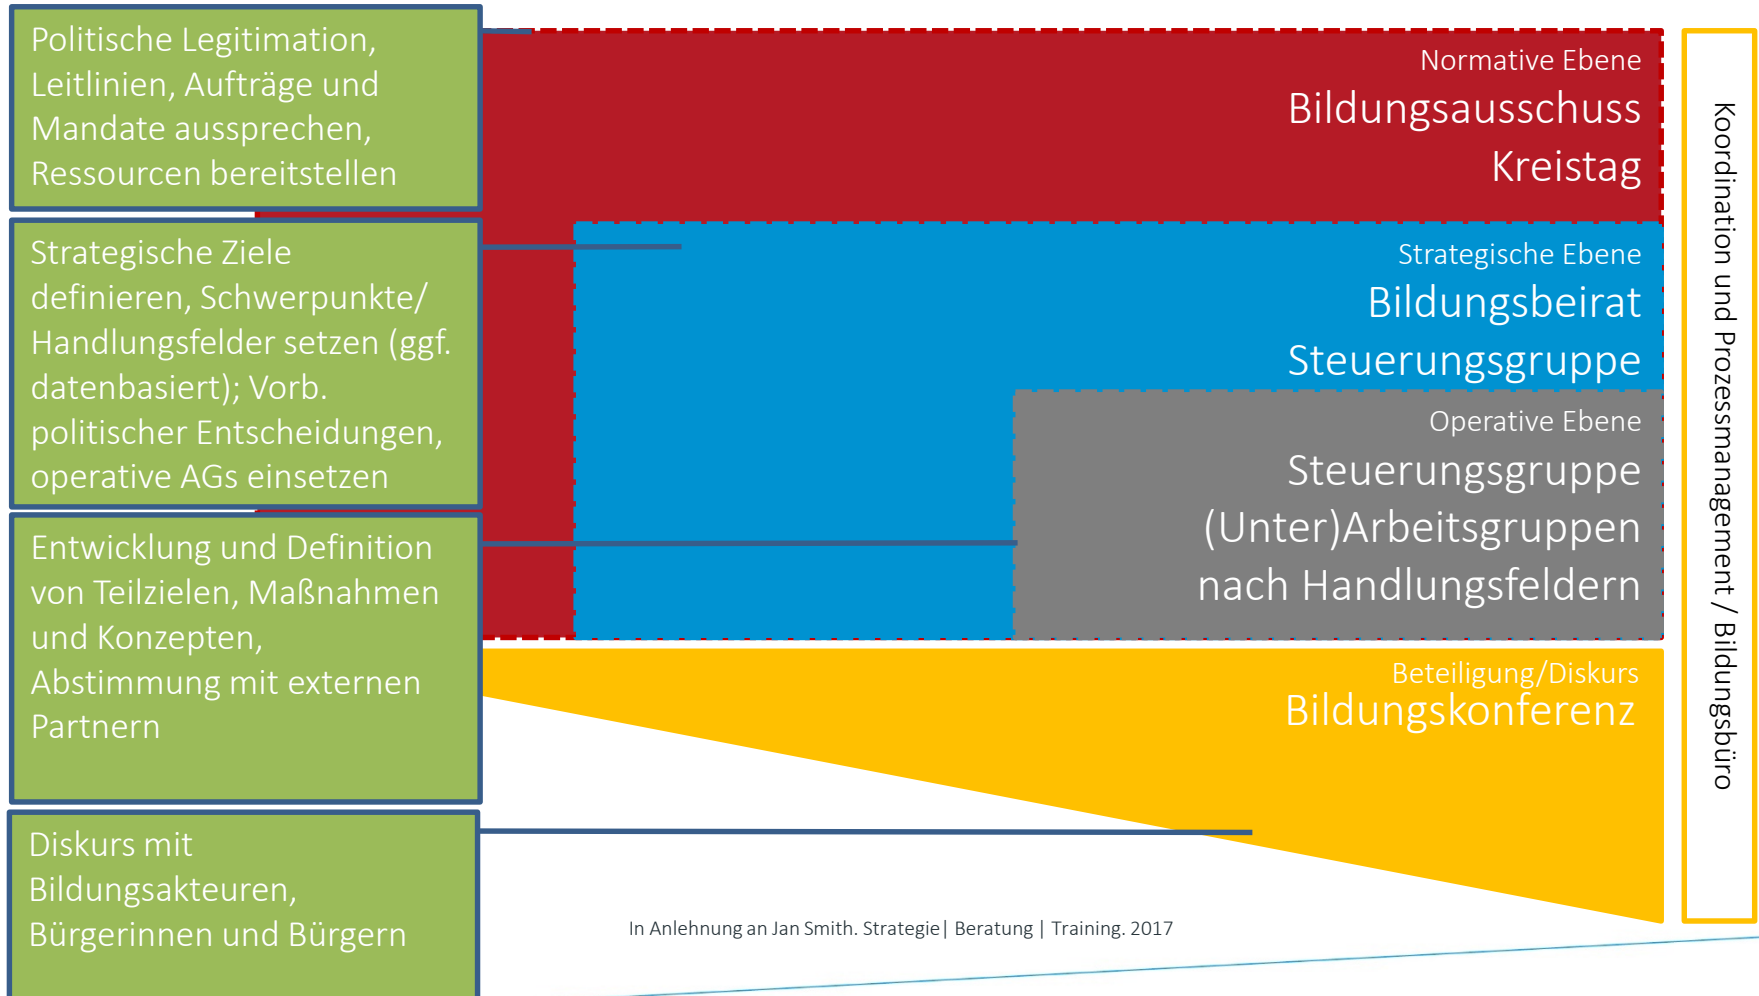 Politische Legitimation,
Leitlinien, Aufträge und
Mandate aussprechen,
Ressourcen bereitstellen
Strategische Ziele
definieren, Schwerpunkte/
Handlungsfelder setzen (ggf.
datenbasiert); Vorb.
politischer Entscheidungen,
operative AGs einsetzen
Entwicklung und Definition
von Teilzielen, Maßnahmen
und Konzepten,
Abstimmung mit externen
Partnern
Diskurs mit
Bildungsakteuren,
Bürgerinnen und Bürgern
Normative Ebene
Bildungsausschuss
Kreistag
Strategische Ebene
Bildungsbeirat
Steuerungsgruppe
Operative Ebene
Steuerungsgruppe
(Unter)Arbeitsgruppen
nach Handlungsfeldern
Beteiligung/Diskurs
Bildungskonferenz
Koordination und Prozessmanagement / Bildungsbüro
In Anlehnung an Jan Smith. Strategie| Beratung | Training. 2017